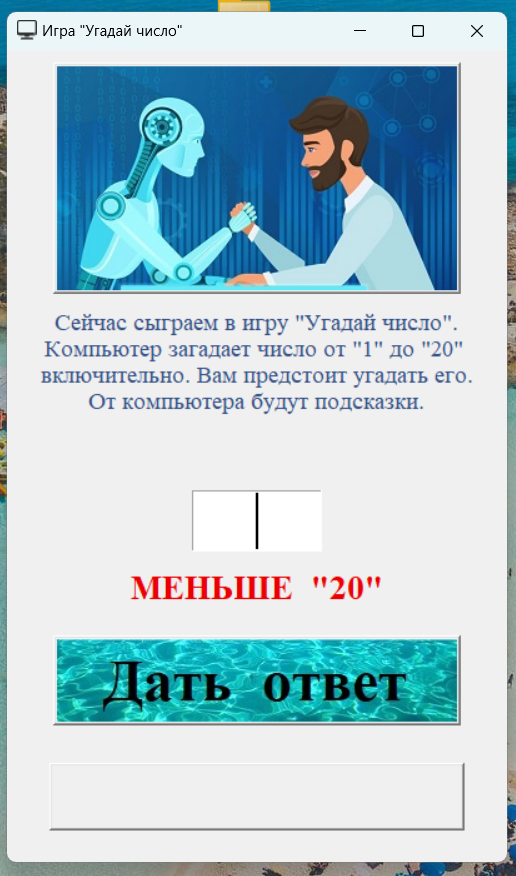 Игра "Угадай число"
Сейчас сыграем в игру "Угадай число".
Компьютер загадает число от "1" до "20"
включительно. Вам предстоит угадать его.
От компьютера будут подсказки.
МЕНЬШЕ "20"
Дать ответ